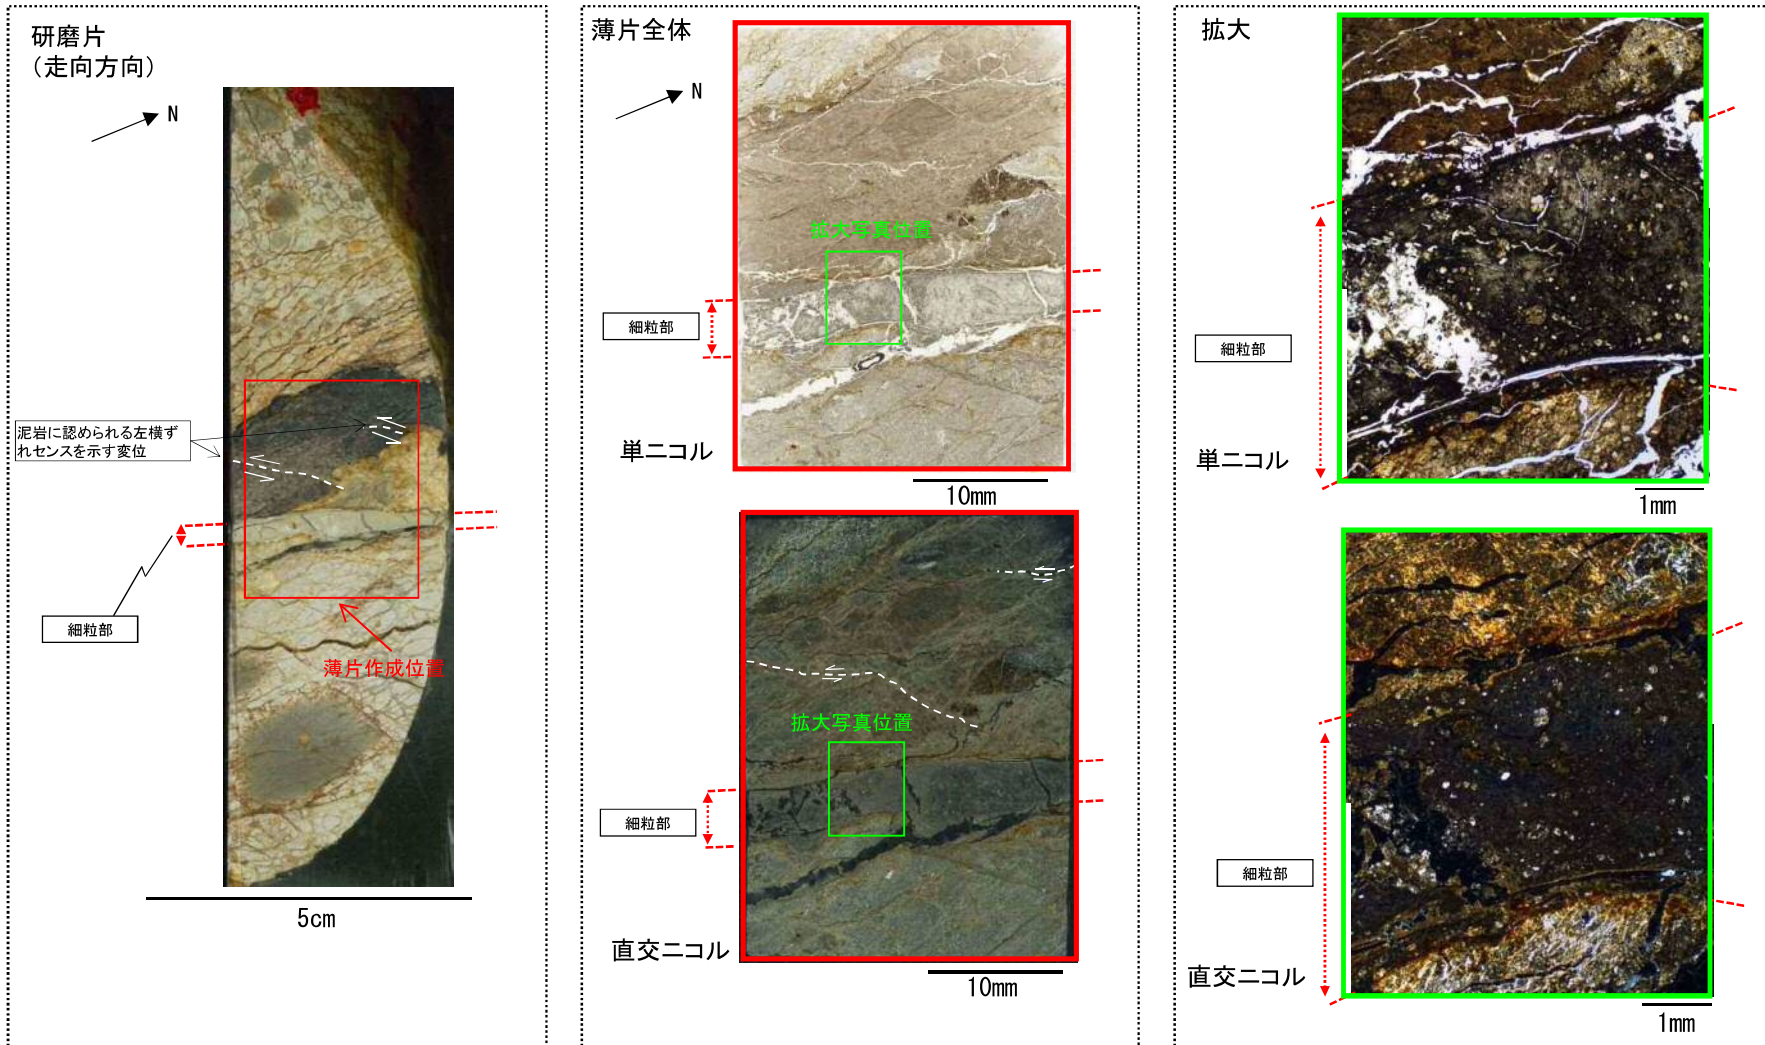 研磨片
（走向方向）
N
泥岩に認められる左横ず
れセンスを示す変位
細粒部
薄片作成位置
5cm
薄片全体
N
拡大写真位置
細粒部
単ニコル
10mm
拡大写真位置
細粒部
直交ニコル
10mm
拡大
細粒部
単ニコル
1mm
細粒部
直交ニコル
1mm